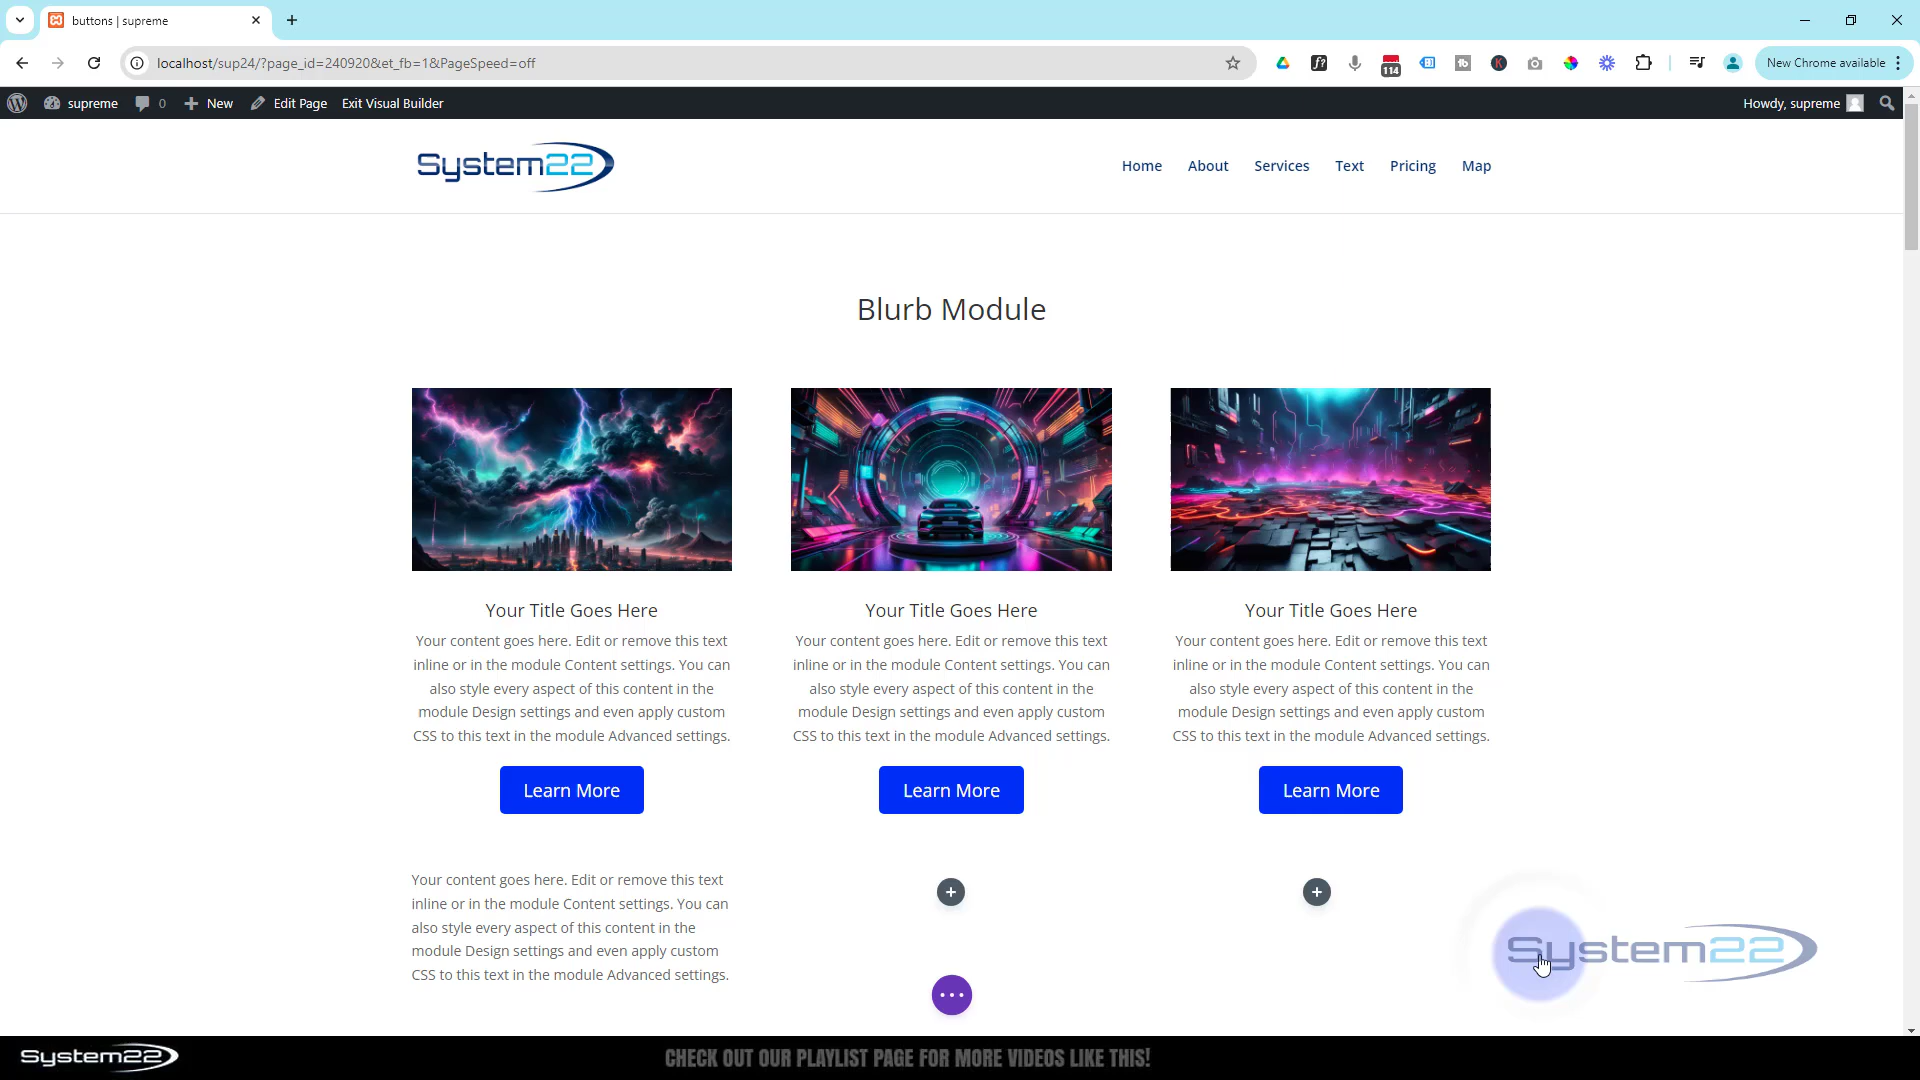 buttons | supreme
localhost/sup24/?page_id=240920&et_fb=1&PageSpeed=off
114
New Chrome available
supreme
0
New
Edit Page
Exit Visual Builder
Howdy, supreme
System22
Home
About
Services
Text
Pricing
Map
Blurb Module
Your Title Goes Here
Your content goes here. Edit or remove this text
inline or in the module Content settings. You can
also style every aspect of this content in the
module Design settings and even apply custom
CSS to this text in the module Advanced settings.
Learn More
Your Title Goes Here
Your content goes here. Edit or remove this text
inline or in the module Content settings. You can
also style every aspect of this content in the
module Design settings and even apply custom
CSS to this text in the module Advanced settings.
Learn More
Your Title Goes Here
Your content goes here. Edit or remove this text
inline or in the module Content settings. You can
also style every aspect of this content in the
module Design settings and even apply custom
CSS to this text in the module Advanced settings.
Learn More
Your content goes here. Edit or remove this text
inline or in the module Content settings. You can
also style every aspect of this content in the
module Design settings and even apply custom
CSS to this text in the module Advanced settings.
System22
System22
CHECK OUT OUR PLAYLIST PAGE FOR MORE VIDEOS LIKE THIS!